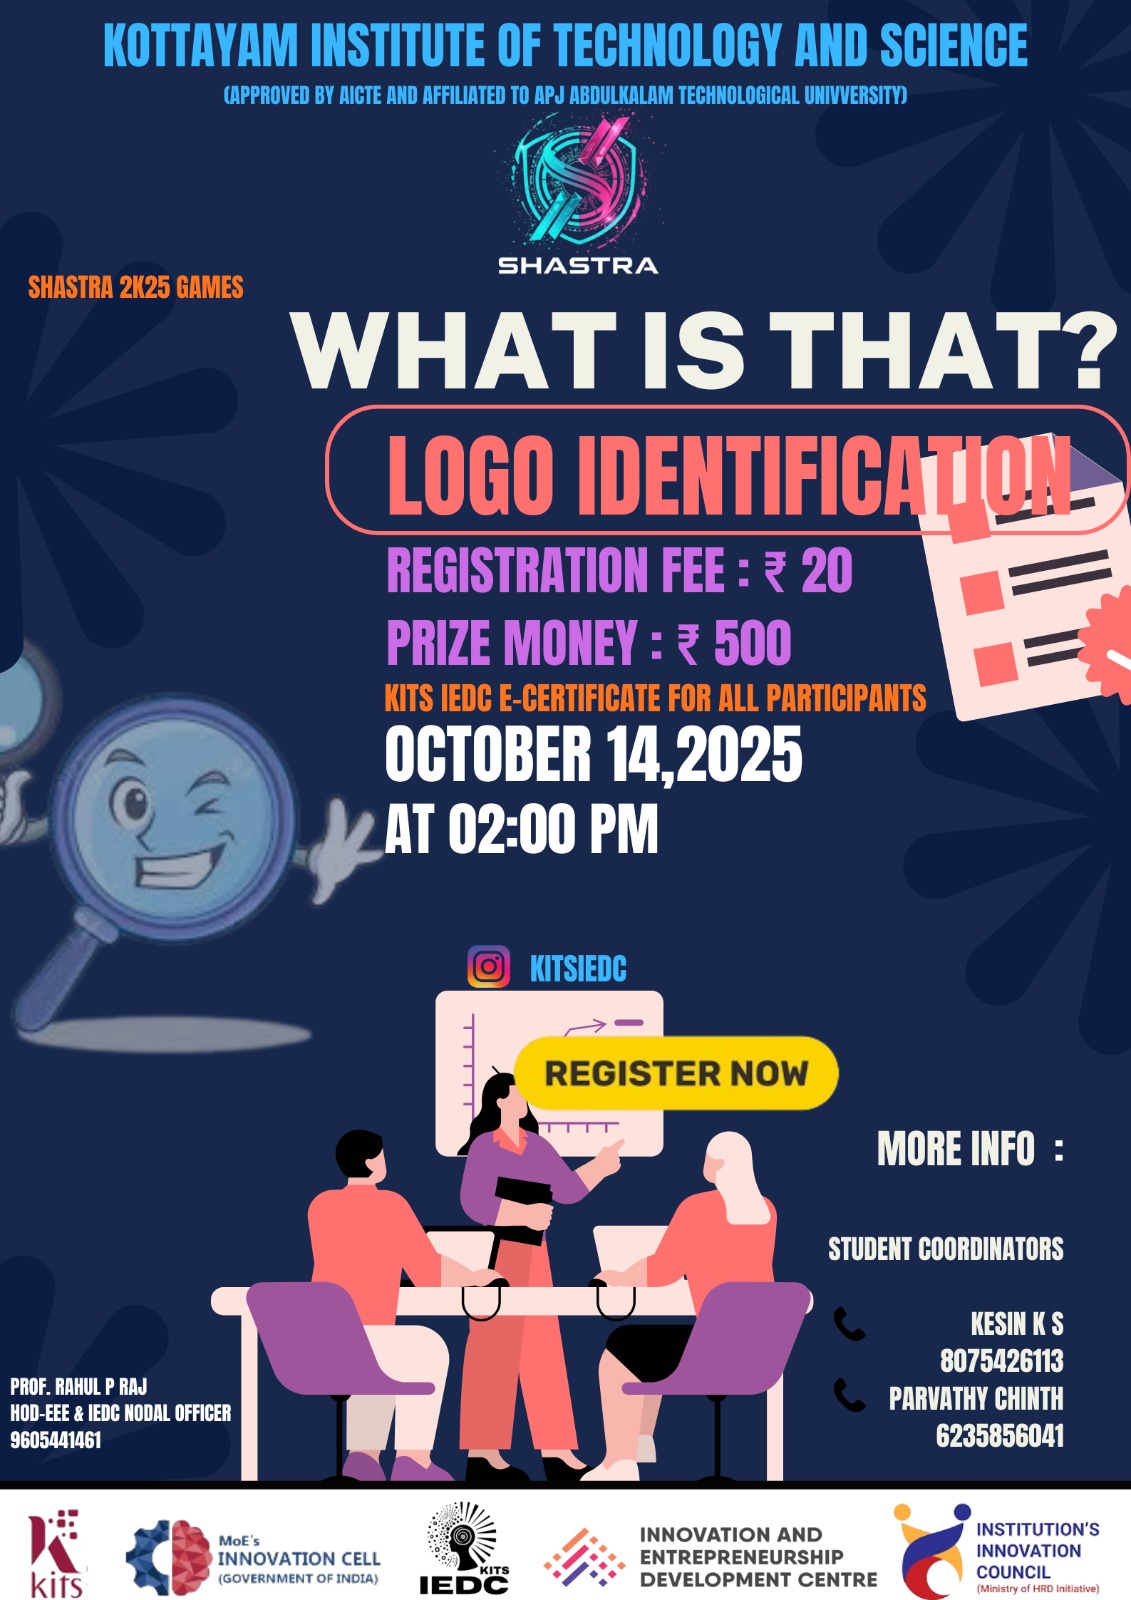 KOTTAYAM INSTITUTE OF TECHNOLOGY AND SCIENCE
(APPROVED BY AICTE AND AFFILIATED TO APJ ABDULKALAM TECHNOLOGICAL UNIVVERSITY)
SHASTRA
SHASTRA 2K25 GAMES
WHAT IS THAT?
LOGO IDENTIFICATION
REGISTRATION FEE : ₹ 20
PRIZE MONEY : ₹ 500
KITS IEDC E-CERTIFICATE FOR ALL PARTICIPANTS
OCTOBER 14,2025
AT 02:00 PM
KITSIEDC
REGISTER NOW
MORE INFO :
STUDENT COORDINATORS
KESIN K S
8075426113
PARVATHY CHINTH
6235856041
PROF. RAHUL P RAJ
HOD-EEE & IEDC NODAL OFFICER
9605441461
kits
MoE's
INNOVATION CELL
(GOVERNMENT OF INDIA)
KITS
IEDC
INNOVATION AND
ENTREPRENEURSHIP
DEVELOPMENT CENTRE
INSTITUTION'S
INNOVATION
COUNCIL
(Ministry of HRD Initiative)